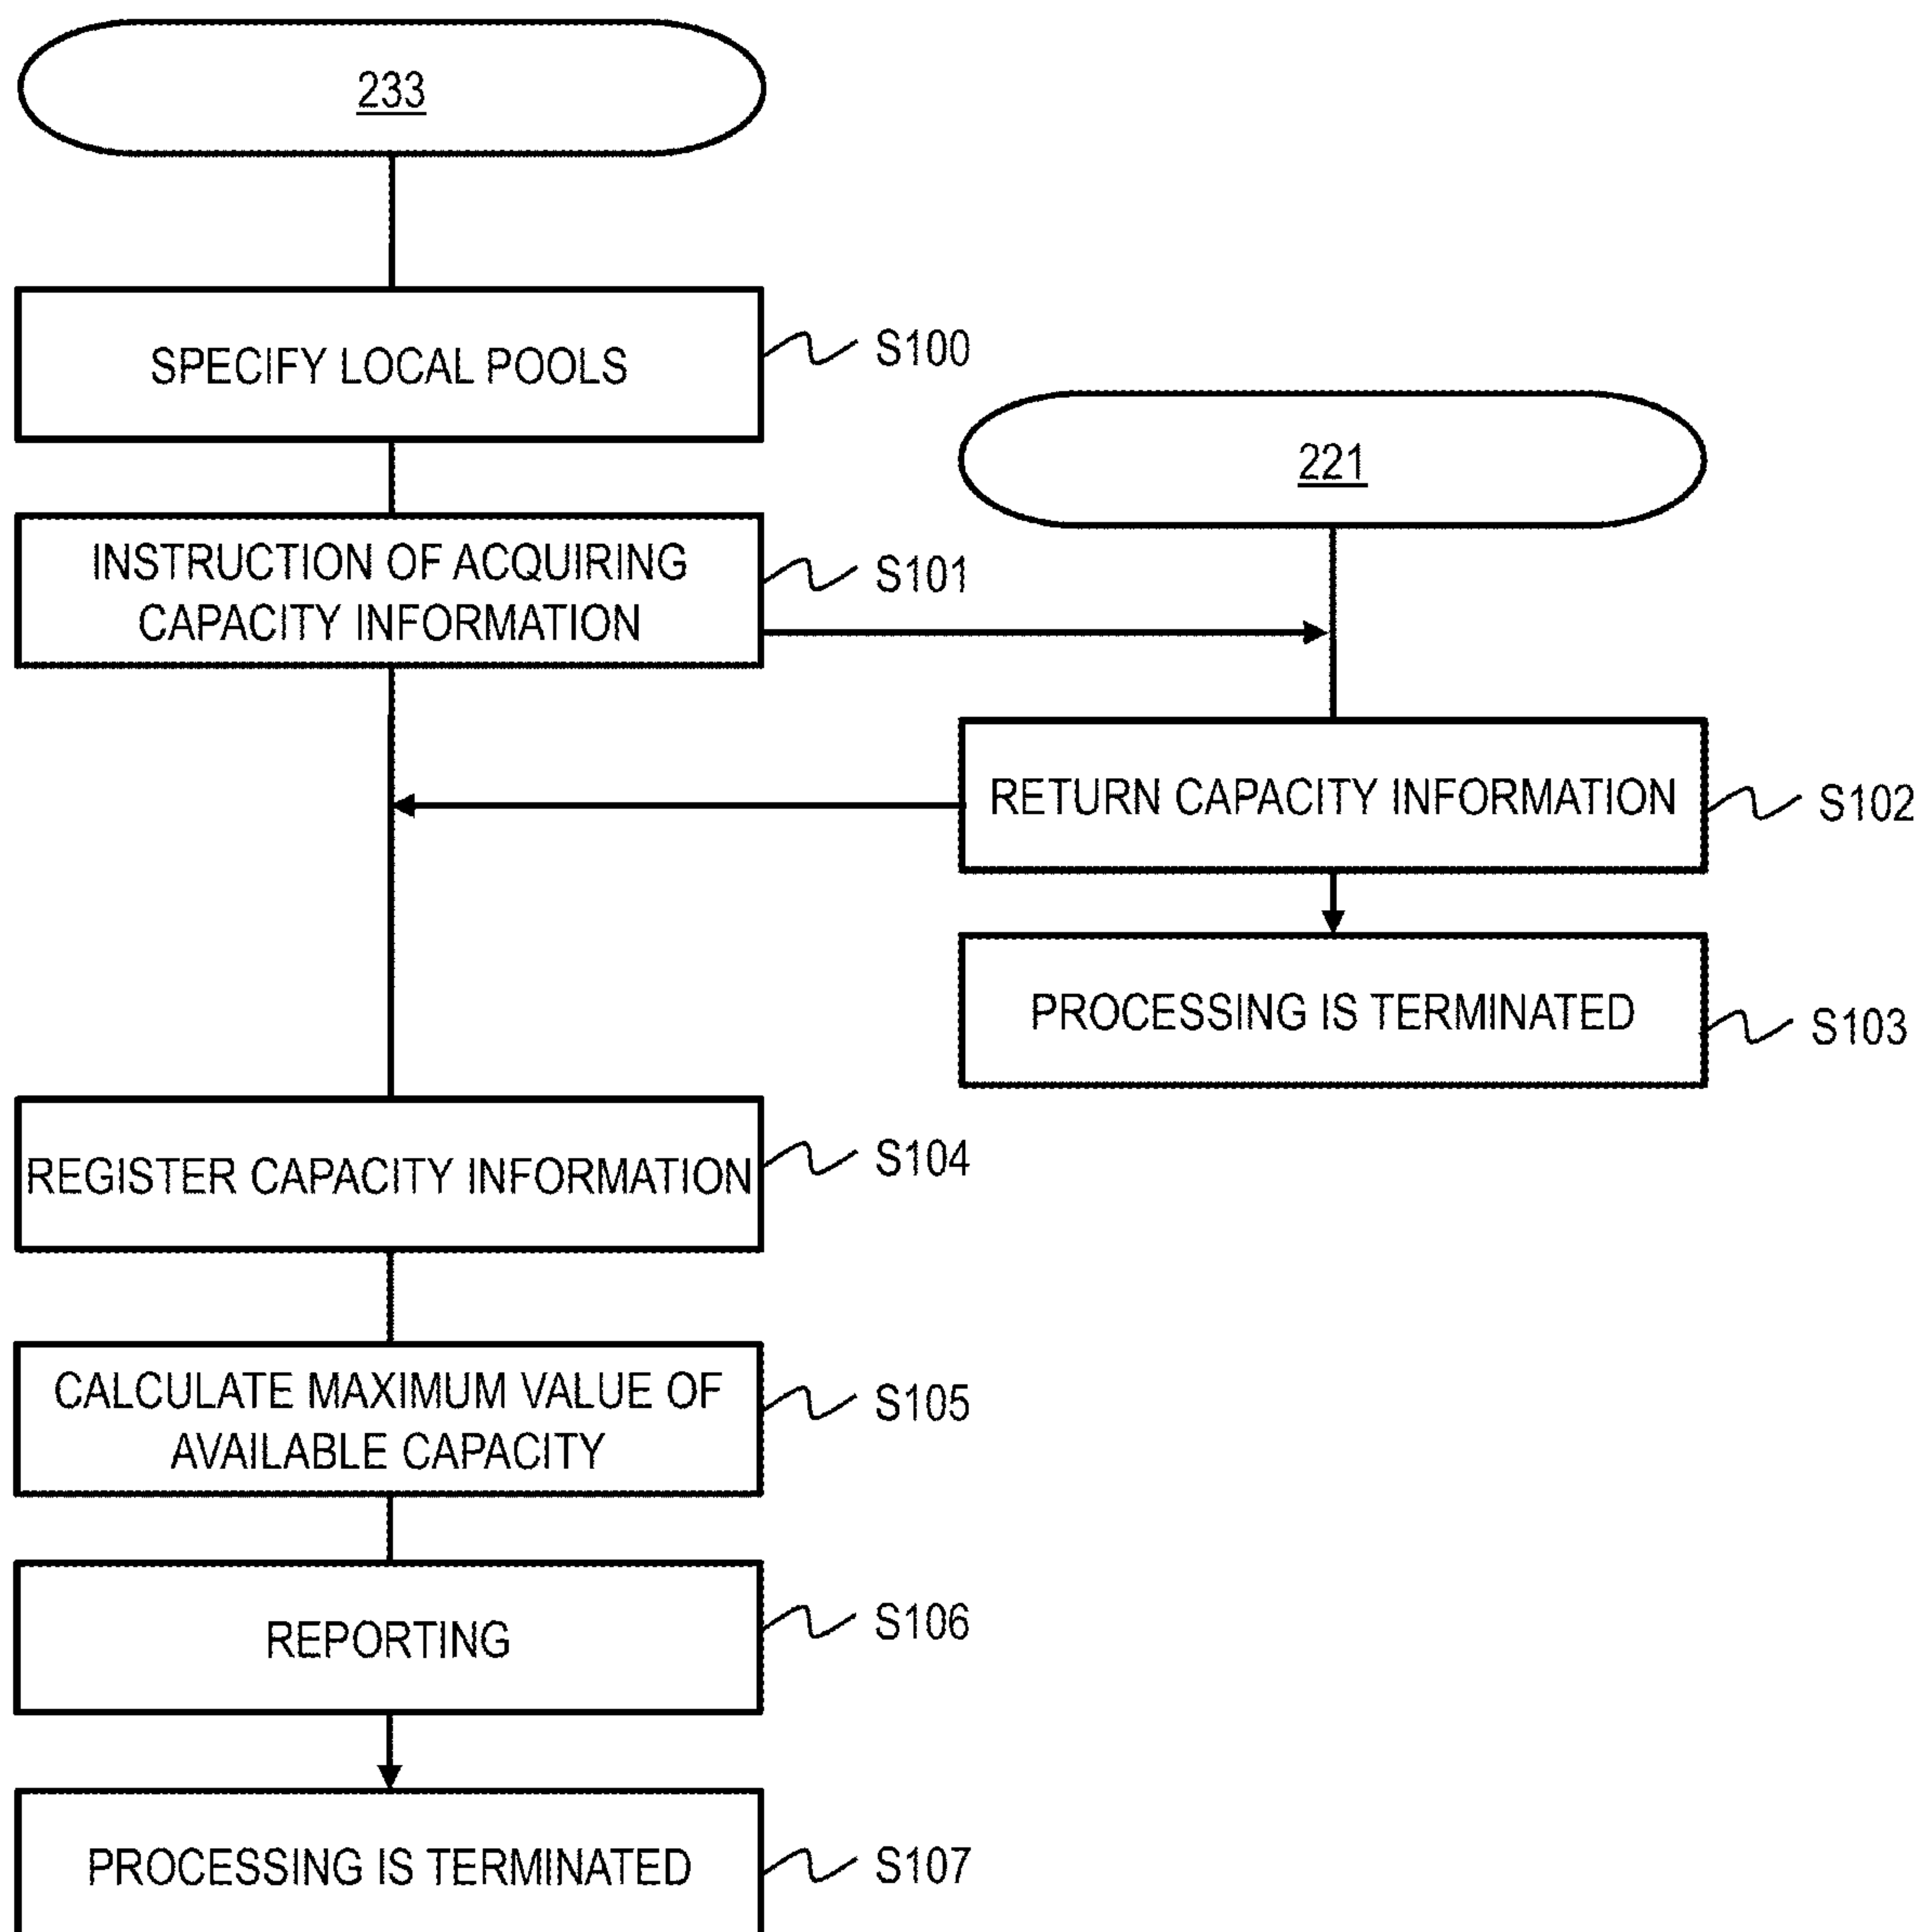 233
SPECIFY LOCAL POOLS
S100
221
INSTRUCTION OF ACQUIRING
CAPACITY INFORMATION
S101
RETURN CAPACITY INFORMATION
S102
PROCESSING IS TERMINATED
S103
REGISTER CAPACITY INFORMATION
S104
CALCULATE MAXIMUM VALUE OF
AVAILABLE CAPACITY
S105
REPORTING
S106
PROCESSING IS TERMINATED
S107